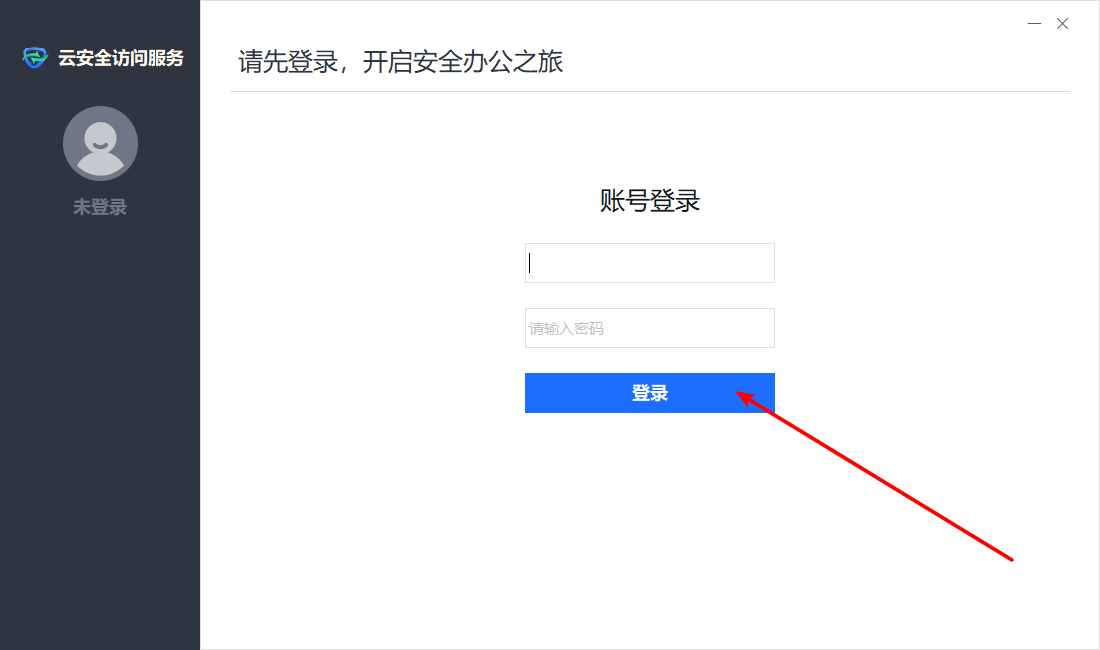 云安全访问服务
请先登录，开启安全办公之旅
未登录
账号登录
请输入密码
登录